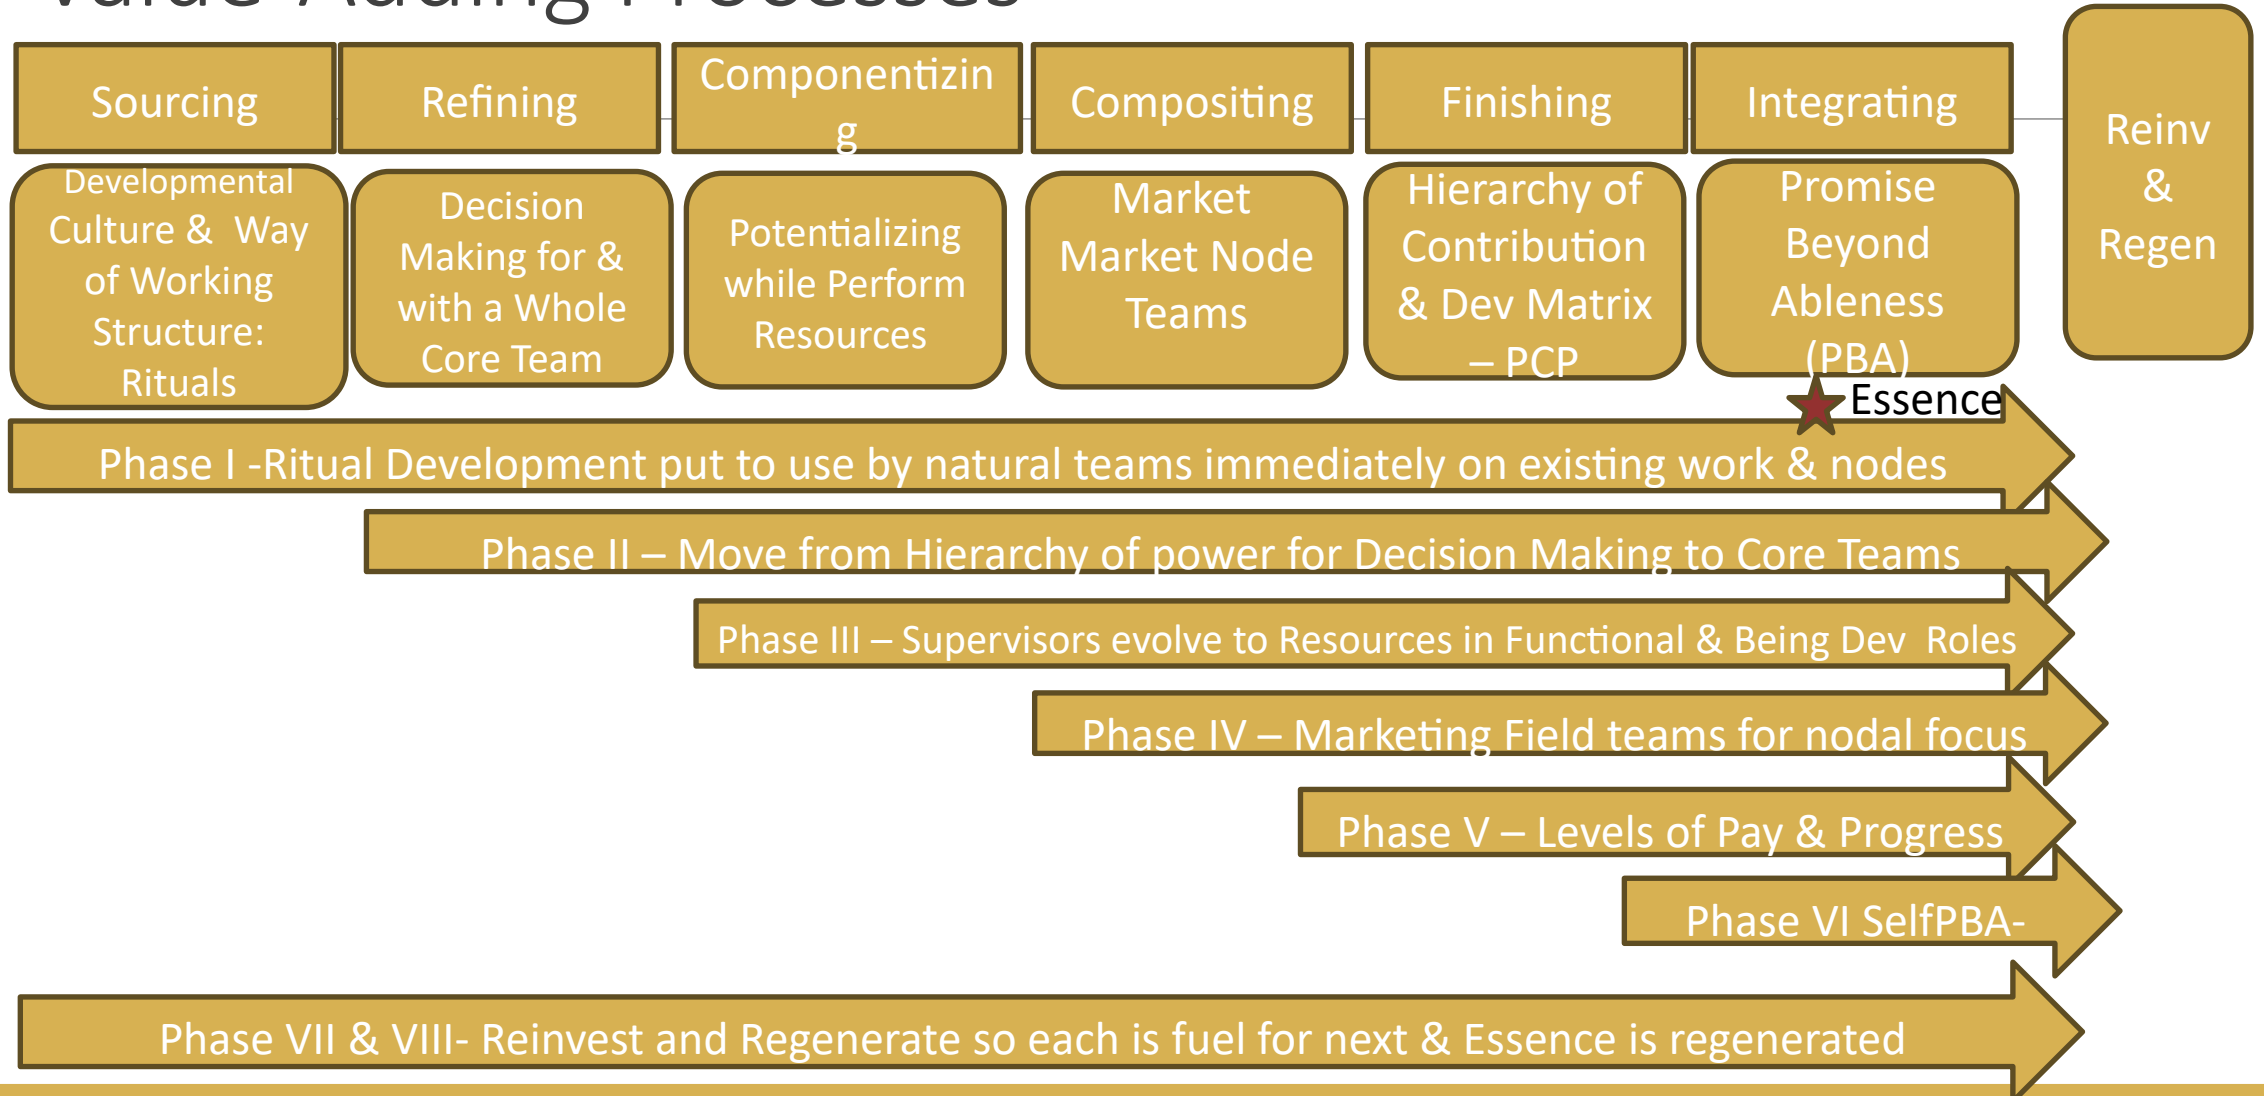 Value-Adding Processes
Sourcing
Refining
Componentizin
g
Compositing
Finishing
Integrating
Reinv
&
Regen
Developmental
Culture & Way
of Working
Structure:
Rituals
Decision
Making for &
with a Whole
Core Team
Potentializing
while Perform
Resources
Market
Market Node
Teams
Hierarchy of
Contribution
& Dev Matrix
– PCP
Promise
Beyond
Ableness
(PBA)
Essence
Phase I -Ritual Development put to use by natural teams immediately on existing work & nodes
Phase II – Move from Hierarchy of power for Decision Making to Core Teams
Phase III – Supervisors evolve to Resources in Functional & Being Dev Roles
Phase IV – Marketing Field teams for nodal focus
Phase V – Levels of Pay & Progress
Phase VI SelfPBA-
Phase VII & VIII- Reinvest and Regenerate so each is fuel for next & Essence is regenerated